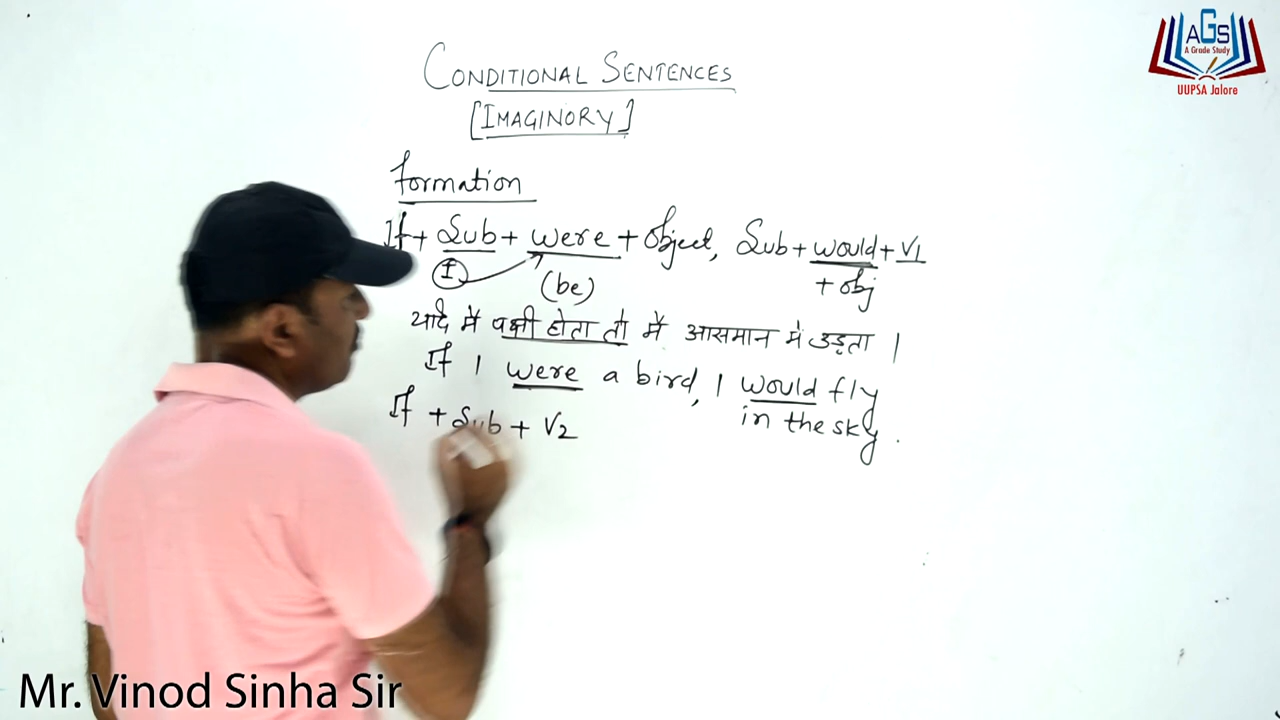 AGS
A Grade Study
UUPSA Jalore
CONDITIONAL SENTENCES
[IMAGINORY]
Formation
If + Sub + were + Object, Sub + would + V1
I (be) + obj
यदि मैं पक्षी होता तो मैं आसमान में उड़ता |
If I were a bird, I would fly
in the sky.
If + Sub + V2
Mr. Vinod Sinha Sir